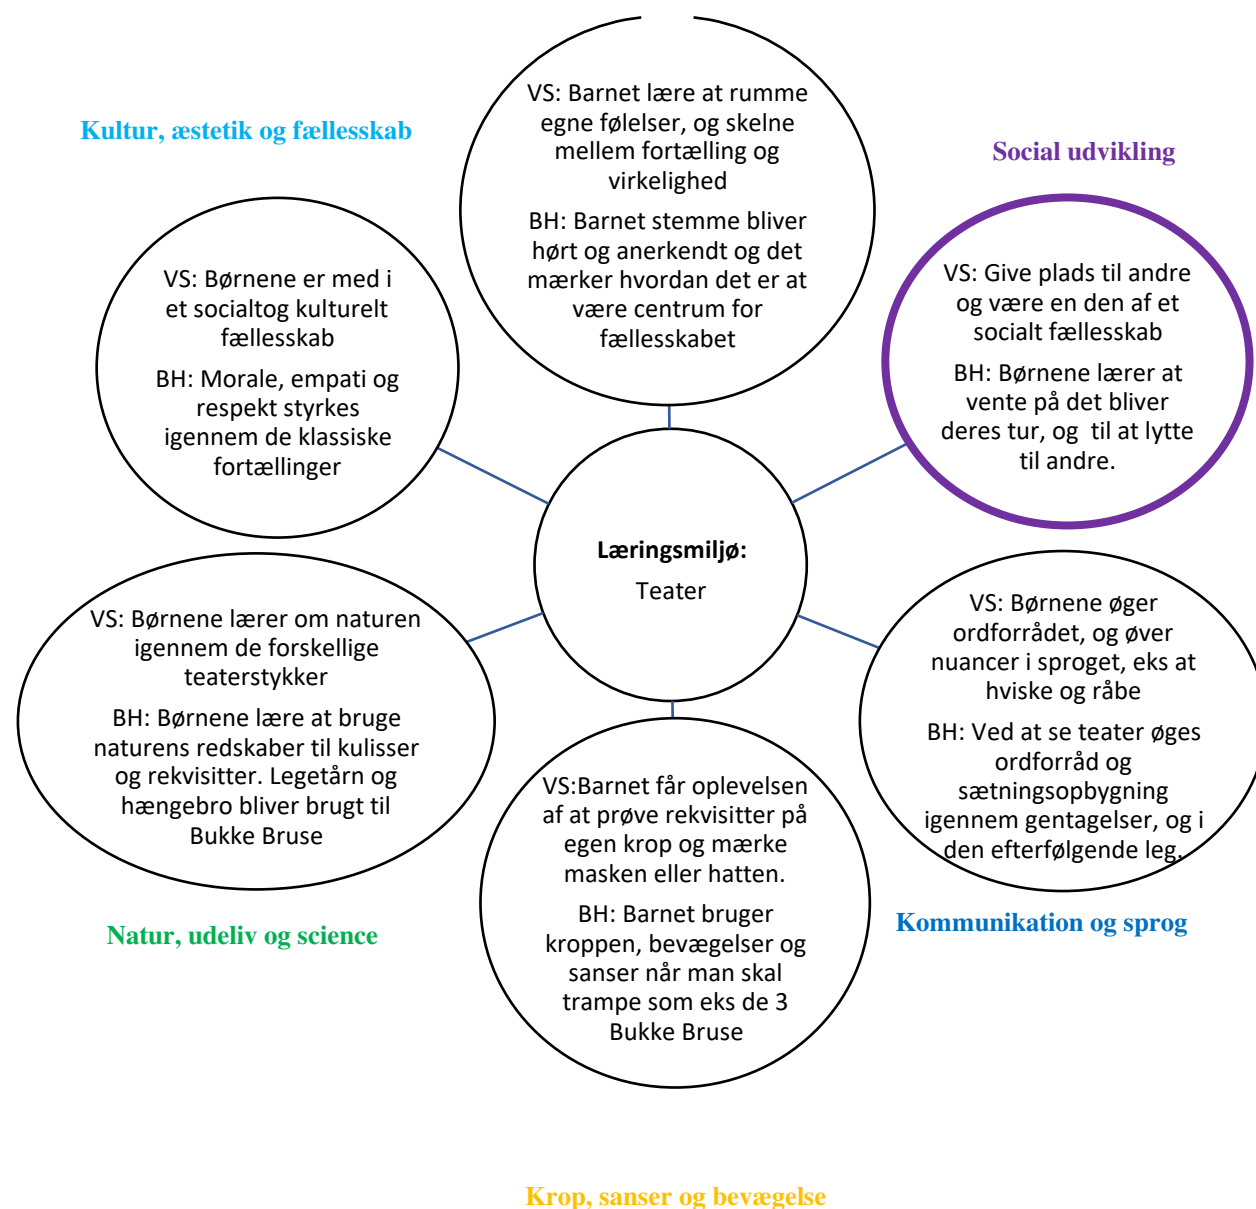 VS: Barnet lære at rumme
egne følelser, og skelne
mellem fortælling og
virkelighed
BH: Barnet stemme bliver
hørt og anerkendt og det
mærker hvordan det er at
være centrum for
fællesskabet
Kultur, æstetik og fællesskab
VS: Børnene er med i
et socialtog kulturelt
fællesskab
BH: Morale, empati og
respekt styrkes
igennem de klassiske
fortællinger
Social udvikling
VS: Give plads til andre
og være en den af et
socialt fællesskab
BH: Børnene lærer at
vente på det bliver
deres tur, og til at lytte
til andre.
Læringsmiljø:
Teater
VS: Børnene lærer om naturen
igennem de forskellige
teaterstykker
BH: Børnene lære at bruge
naturens redskaber til kulisser
og rekvisitter. Legetårn og
hængebro bliver brugt til
Bukke Bruse
Natur, udeliv og science
VS: Børnene øger
ordforrådet, og øver
nuancer i sproget, eks at
hviske og råbe
BH: Ved at se teater øges
ordforråd og
sætningsopbygning
igennem gentagelser, og i
den efterfølgende leg.
Kommunikation og sprog
VS:Barnet får oplevelsen
af at prøve rekvisitter på
egen krop og mærke
masken eller hatten.
BH: Barnet bruger
kroppen, bevægelser og
sanser når man skal
trampe som eks de 3
Bukke Bruse
Krop, sanser og bevægelse